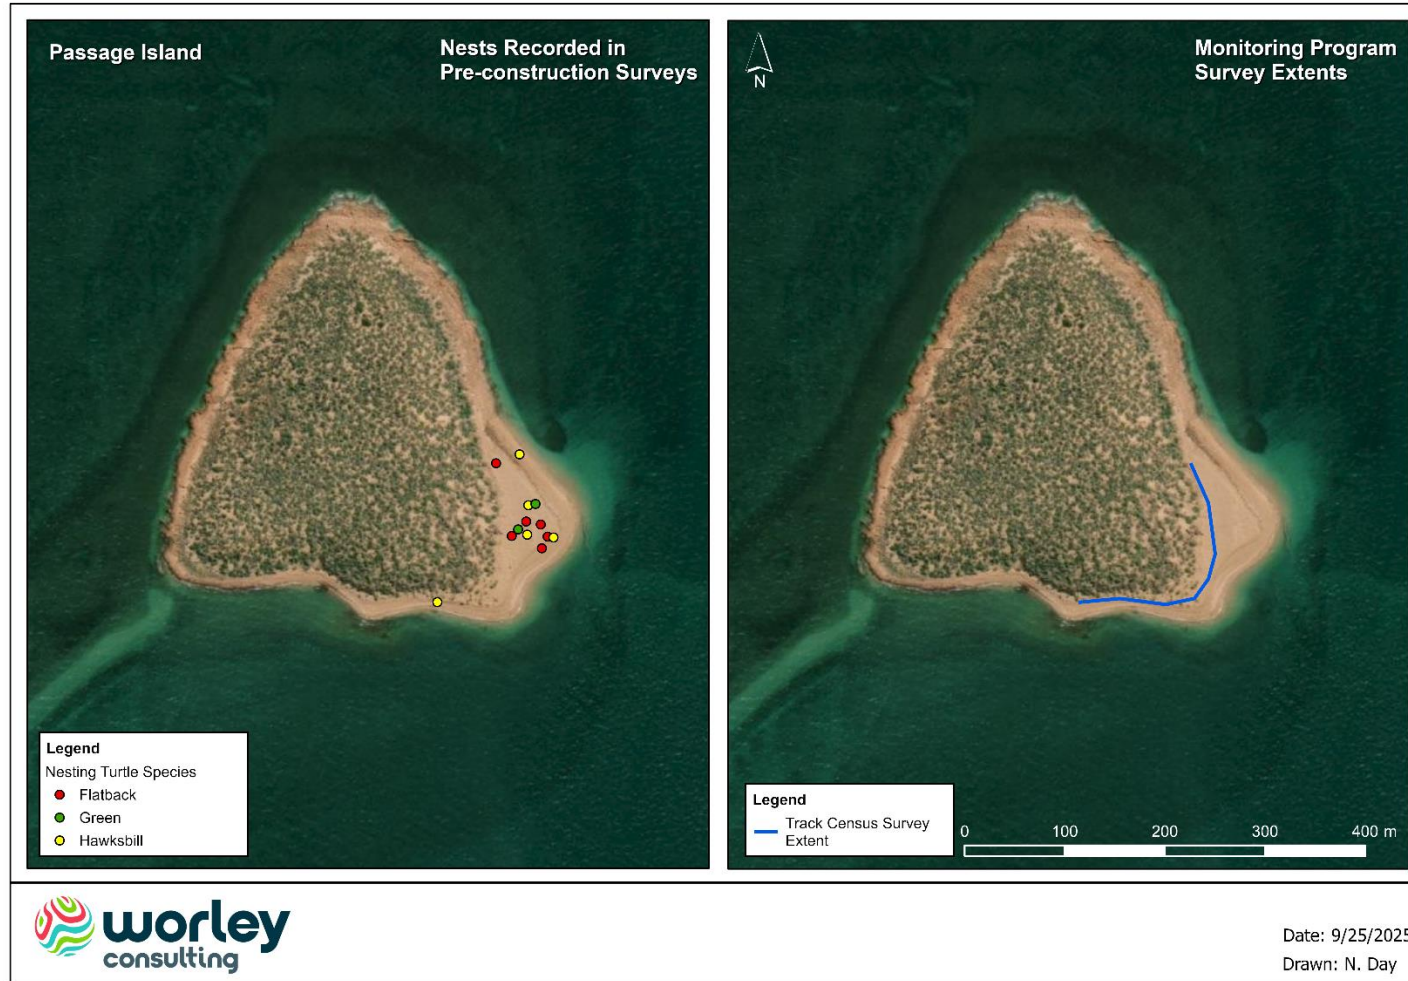 Passage Island
Nests Recorded in
Pre-construction Surveys
Legend
Nesting Turtle Species
Flatback
Green
Hawksbill
N
Monitoring Program
Survey Extents
Legend
Track Census Survey
Extent
0 100 200 300 400 m
worley
consulting
Date: 9/25/2025
Drawn: N. Day